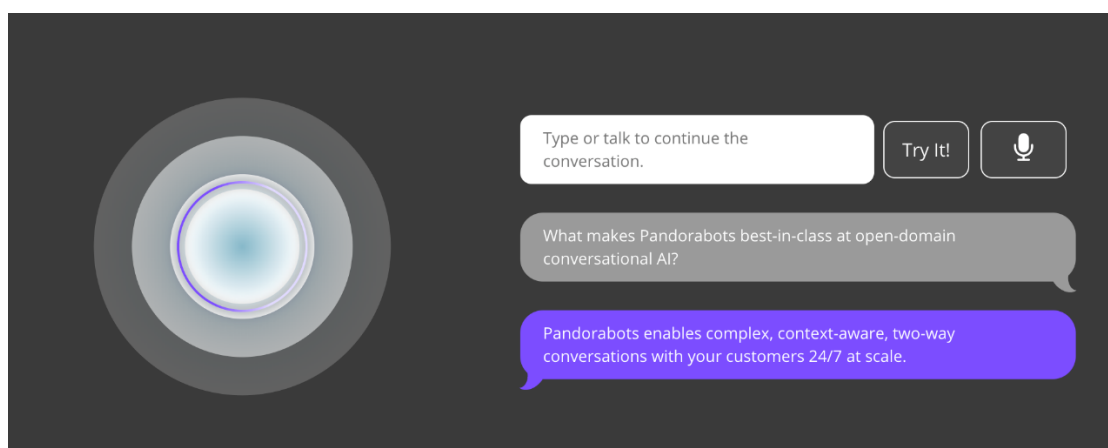 Type or talk to continue the
conversation.
Try It!
What makes Pandorabots best-in-class at open-domain
conversational AI?
Pandorabots enables complex, context-aware, two-way
conversations with your customers 24/7 at scale.